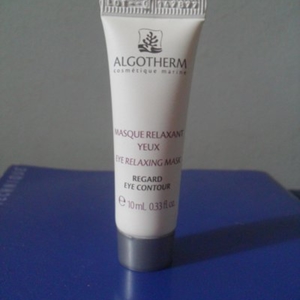 ALGOTHERM
cosmétique marine
MASQUE RELAXANT
YEUX
EYE RELAXING MASK
REGARD
EYE CONTOUR
℮ 10 mL 0.33 fl.oz